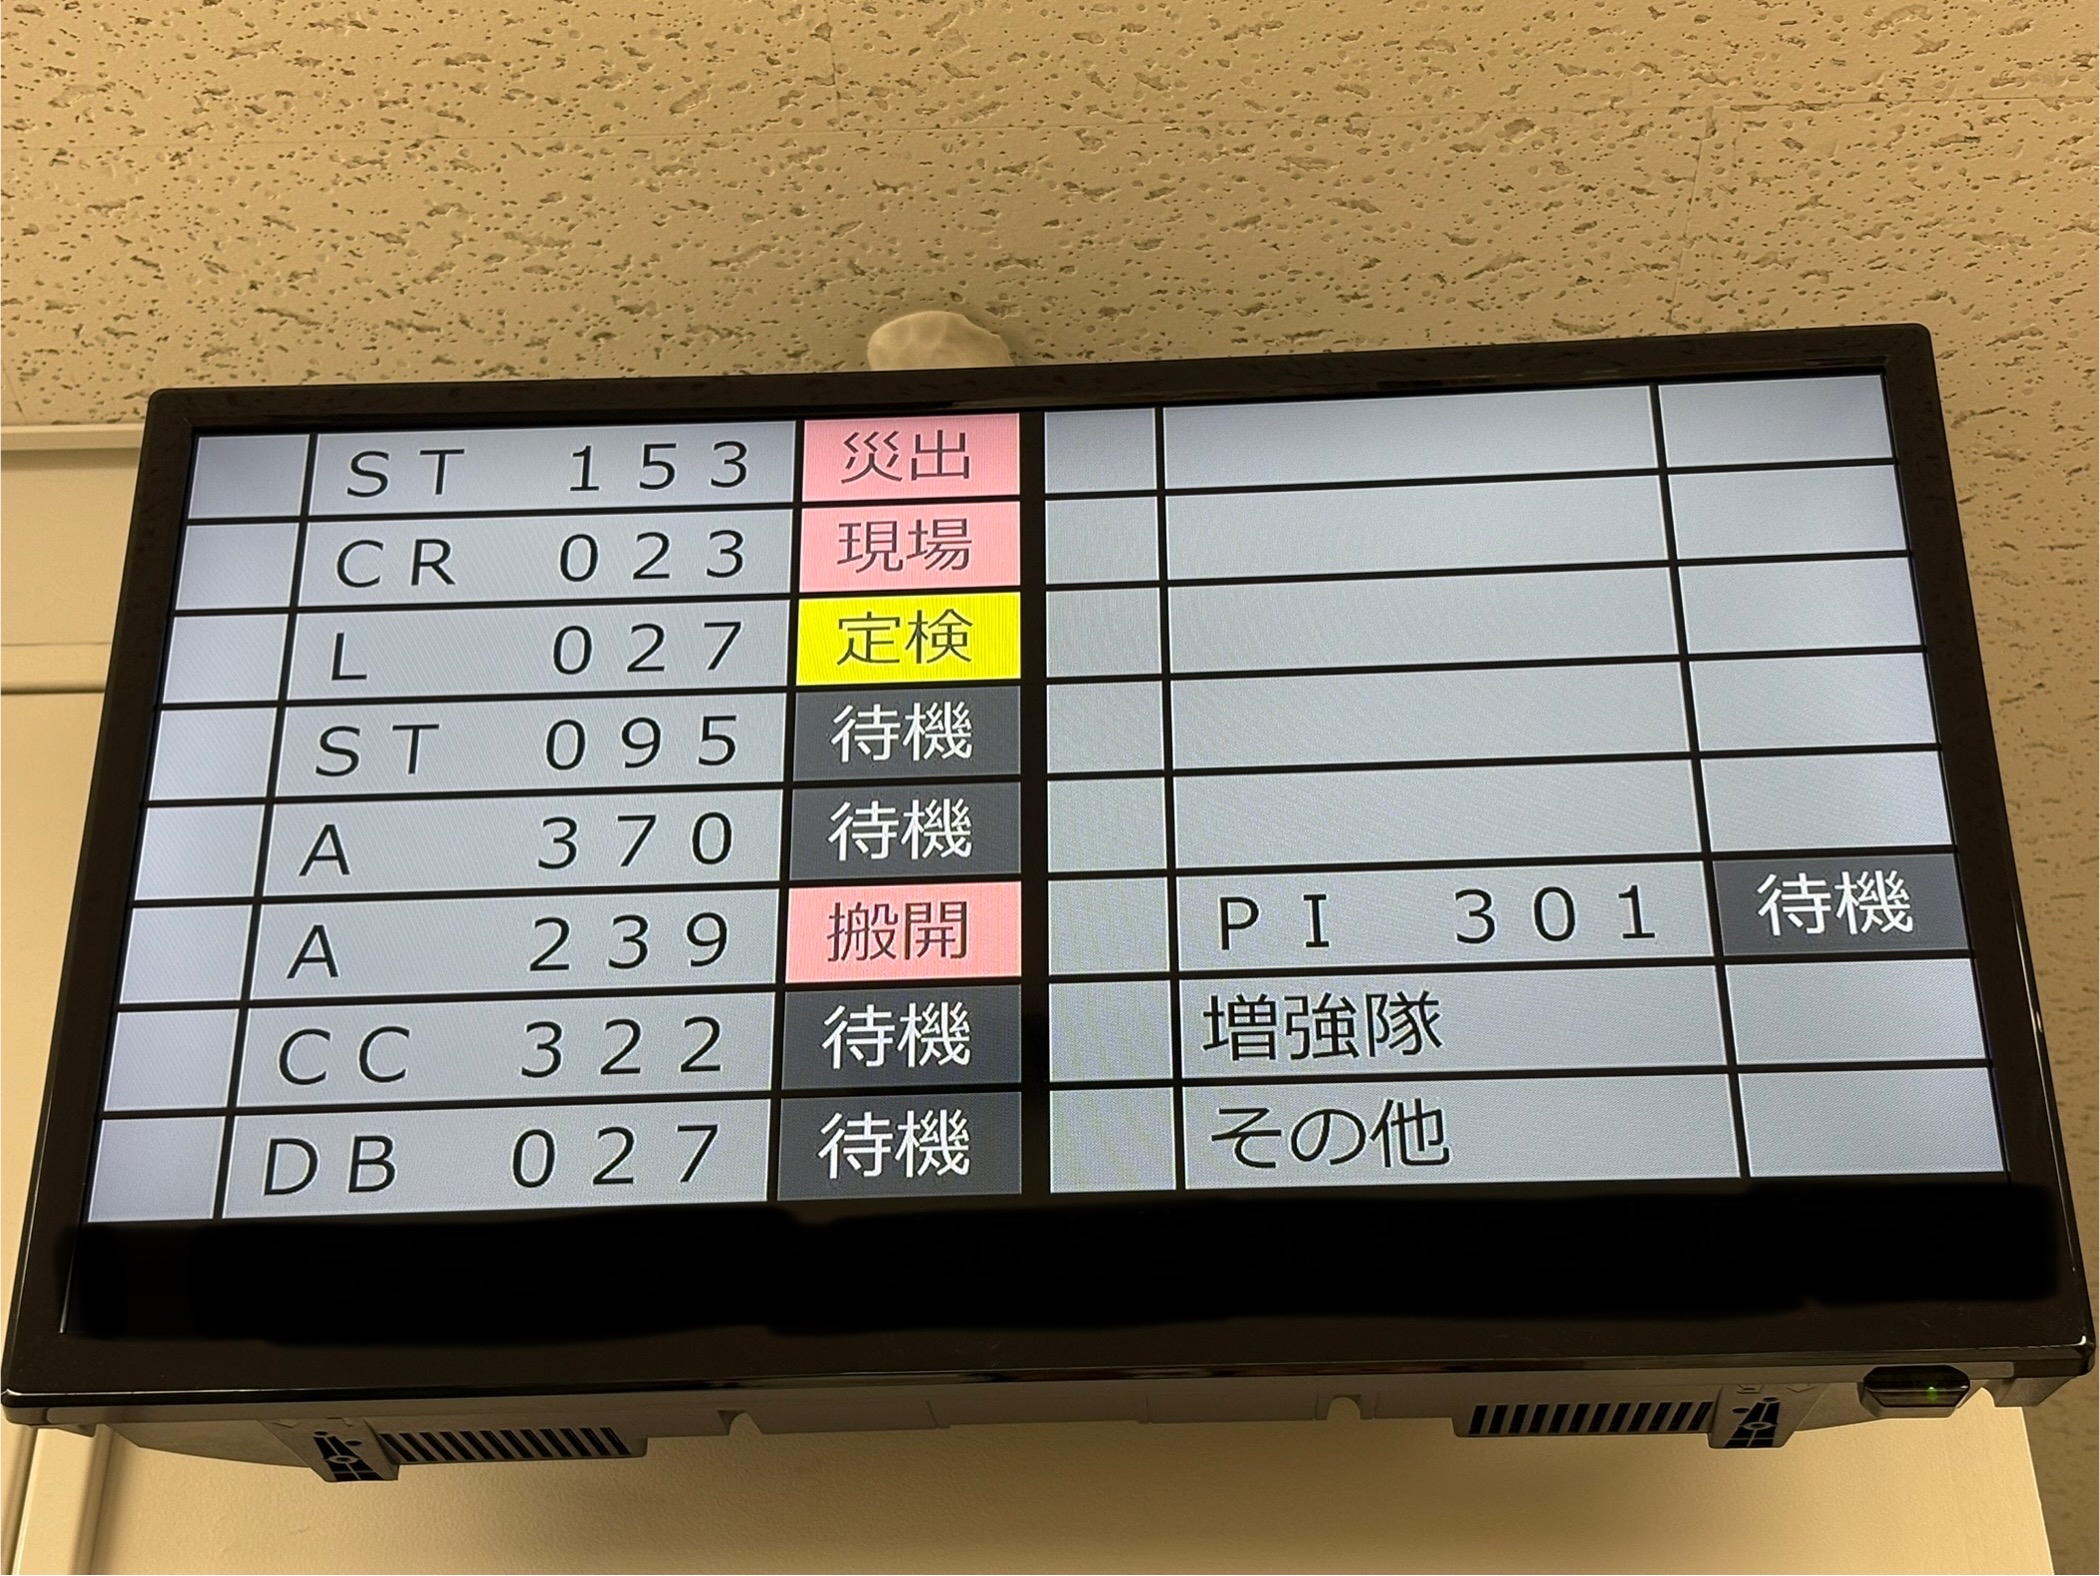 ST 153 災出
CR 023 現場
L 027 定検
ST 095 待機
A 370 待機
A 239 搬開
CC 322 待機
DB 027 待機
PI 301 待機
増強隊
その他